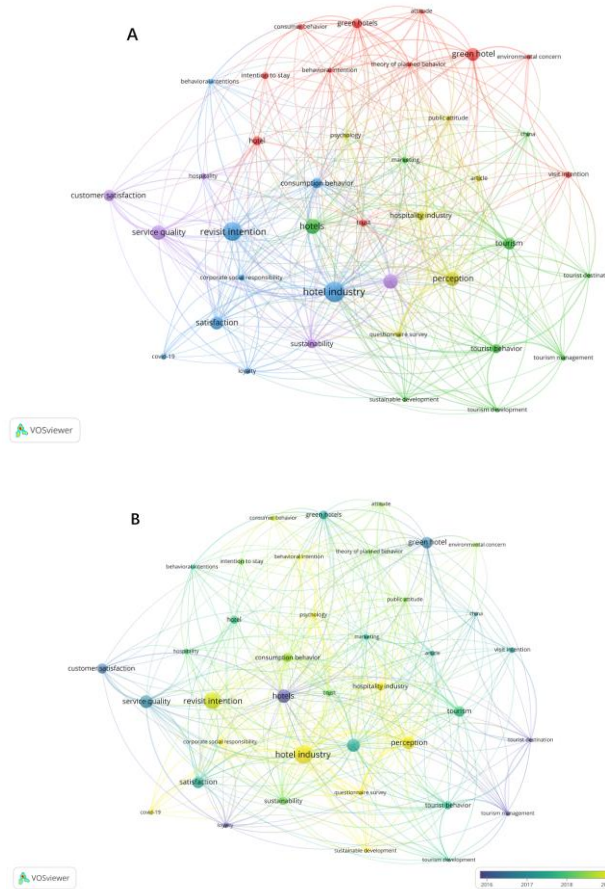 A
attitude
consumer behavior
green hotels
green hotel
environmental concern
theory of planned behavior
behavioral intentions
intention to stay
behavioral intention
public attitude
psychology
china
hotel
marketing
article
visit intention
hospitality
consumption behavior
customer satisfaction
hospitality industry
trust
service quality
revisit intention
hotels
tourism
corporate social responsibility
perception
tourist destination
hotel industry
satisfaction
questionnaire survey
sustainability
tourist behavior
covid-19
tourism management
loyalty
sustainable development
tourism development
VOSviewer
B
attitude
consumer behavior
green hotels
green hotel
environmental concern
theory of planned behavior
behavioral intention
behavioral intentions
intention to stay
public attitude
psychology
china
hotel
marketing
article
visit intention
hospitality
consumption behavior
customer satisfaction
hospitality industry
trust
service quality
revisit intention
hotels
tourism
corporate social responsibility
perception
tourist destination
hotel industry
satisfaction
questionnaire survey
sustainability
tourist behavior
covid-19
tourism management
loyalty
sustainable development
tourism development
VOSviewer
2016 2017 2018